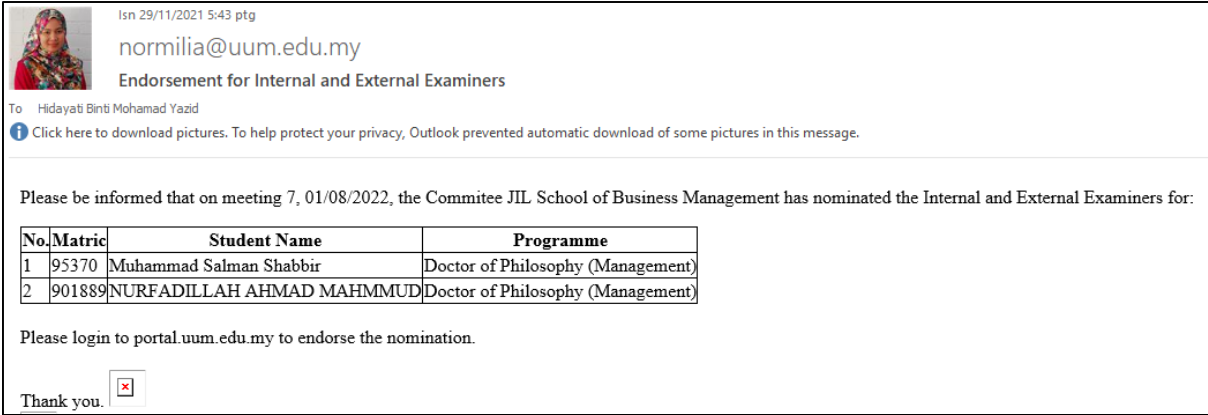 Isn 29/11/2021 5:43 ptg
normilia@uum.edu.my
Endorsement for Internal and External Examiners
To Hidayati Binti Mohamad Yazid
Click here to download pictures. To help protect your privacy, Outlook prevented automatic download of some pictures in this message.
Please be informed that on meeting 7, 01/08/2022, the Commitee JIL School of Business Management has nominated the Internal and External Examiners for:
No. Matric Student Name Programme
1 95370 Muhammad Salman Shabbir Doctor of Philosophy (Management)
2 901889 NURFADILLAH AHMAD MAHMMUD Doctor of Philosophy (Management)
Please login to portal.uum.edu.my to endorse the nomination.
Thank you.